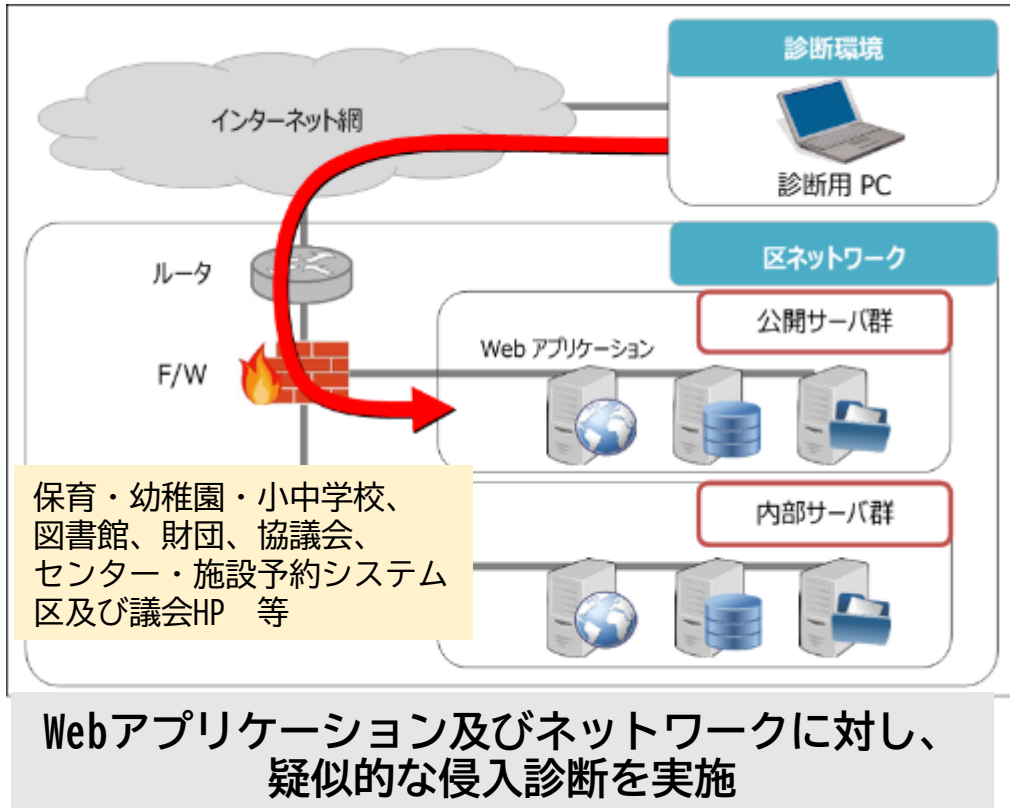 診断環境
インターネット網
診断用 PC
区ネットワーク
ルータ
公開サーバ群
Web アプリケーション
F/W
保育・幼稚園・小中学校、
図書館、財団、協議会、
センター・施設予約システム
区及び議会HP　等
内部サーバ群
Webアプリケーション及びネットワークに対し、
疑似的な侵入診断を実施